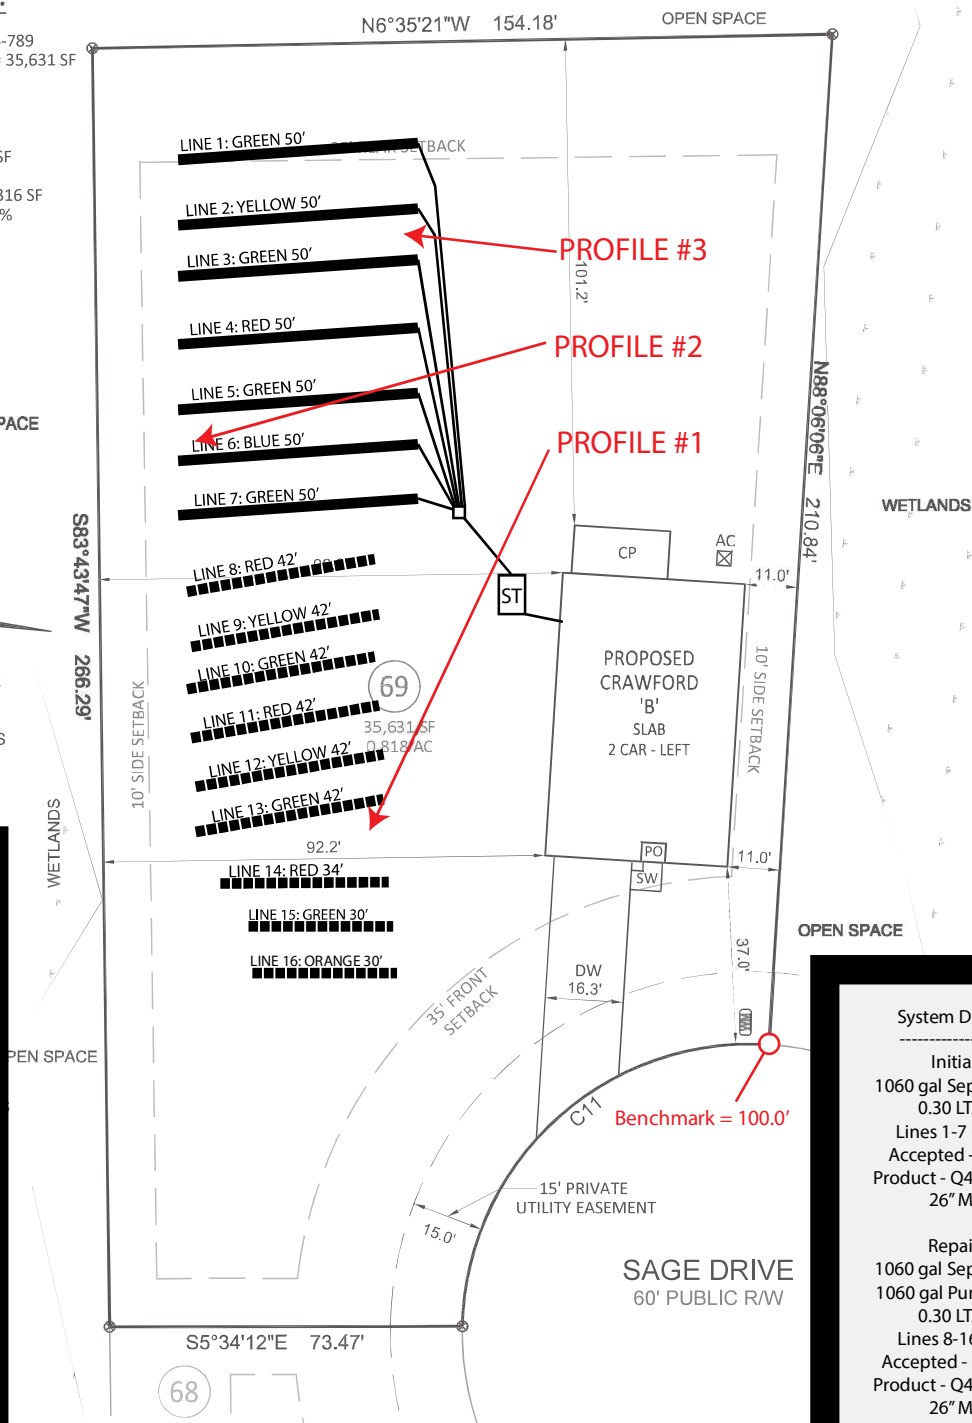 N6°35'21"W 154.18'
OPEN SPACE
-789
= 35,631 SF
SF
316 SF
%
LINE 1: GREEN 50'
SETBACK
LINE 2: YELLOW 50'
LINE 3: GREEN 50'
PROFILE #3
101.2'
LINE 4: RED 50'
PROFILE #2
LINE 5: GREEN 50'
LINE 6: BLUE 50'
PROFILE #1
LINE 7: GREEN 50'
N88°06'06"E 210.84'
WETLANDS
PACE
S83°43'47"W 266.29'
LINE 8: RED 42'
CP
AC
11.0'
ST
LINE 9: YELLOW 42'
LINE 10: GREEN 42'
69
35,631 SF
0.818 AC
LINE 11: RED 42'
LINE 12: YELLOW 42'
LINE 13: GREEN 42'
PROPOSED
CRAWFORD
'B'
SLAB
2 CAR - LEFT
10' SIDE SETBACK
10' SIDE SETBACK
S
WETLANDS
92.2'
PO
SW
11.0'
LINE 14: RED 34'
LINE 15: GREEN 30'
LINE 16: ORANGE 30'
OPEN SPACE
37.0'
DW
16.3'
35' FRONT
SETBACK
PEN SPACE
C11
Benchmark = 100.0'
15' PRIVATE
UTILITY EASEMENT
15.0'
SAGE DRIVE
60' PUBLIC R/W
S5°34'12"E 73.47'
68
System D
--------------
Initia
1060 gal Sep
0.30 LT
Lines 1-7
Accepted -
Product - Q4
26" M
Repai
1060 gal Sep
1060 gal Pur
0.30 LT
Lines 8-16
Accepted -
Product - Q4
26" M